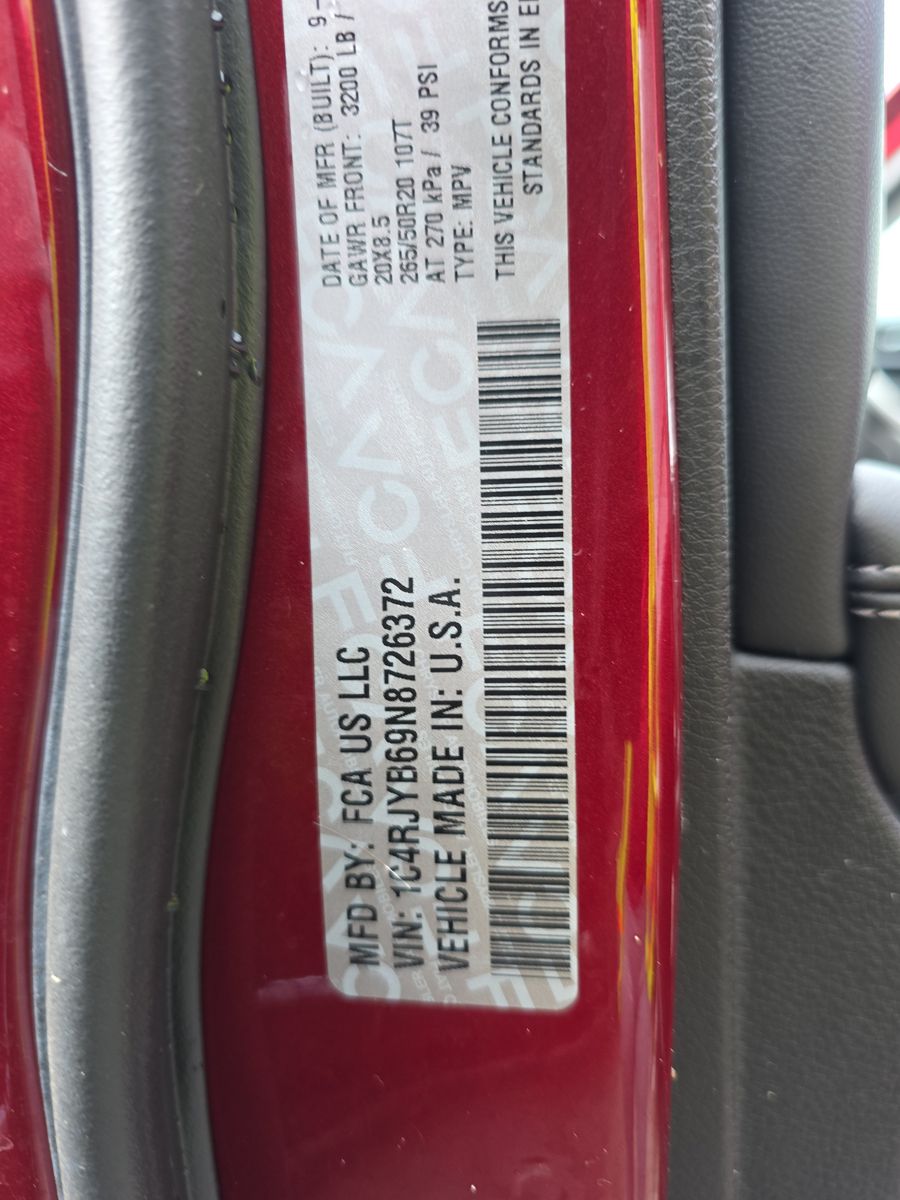 MFD BY: FCA US LLC
VIN: 1C4RJYB69N8726372
VEHICLE MADE IN: U.S.A.
DATE OF MFR (BUILT): 9-
GAWR FRONT: 3200 LB /
20X8.5
265/50R20 107T
AT 270 kPa / 39 PSI
TYPE: MPV
THIS VEHICLE CONFORMS
STANDARDS IN